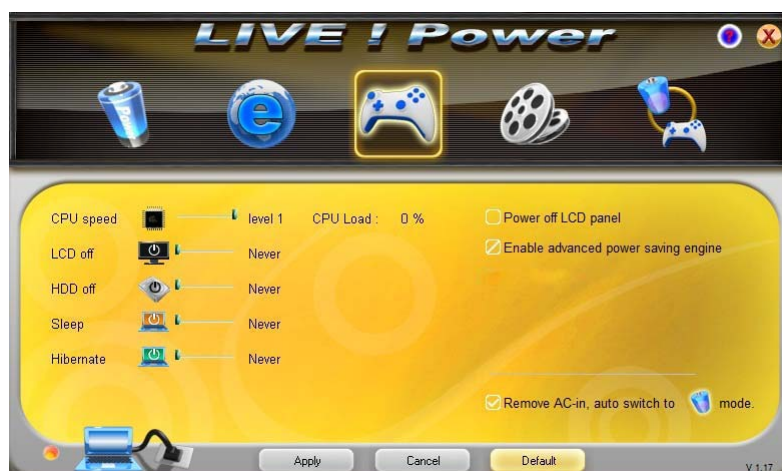 LIVE ! Power
CPU speed level 1 CPU Load : 0 % Power off LCD panel
LCD off Never Enable advanced power saving engine
HDD off Never
Sleep Never
Hibernate Never
Remove AC-in, auto switch to mode.
Apply Cancel Default
V 1.17